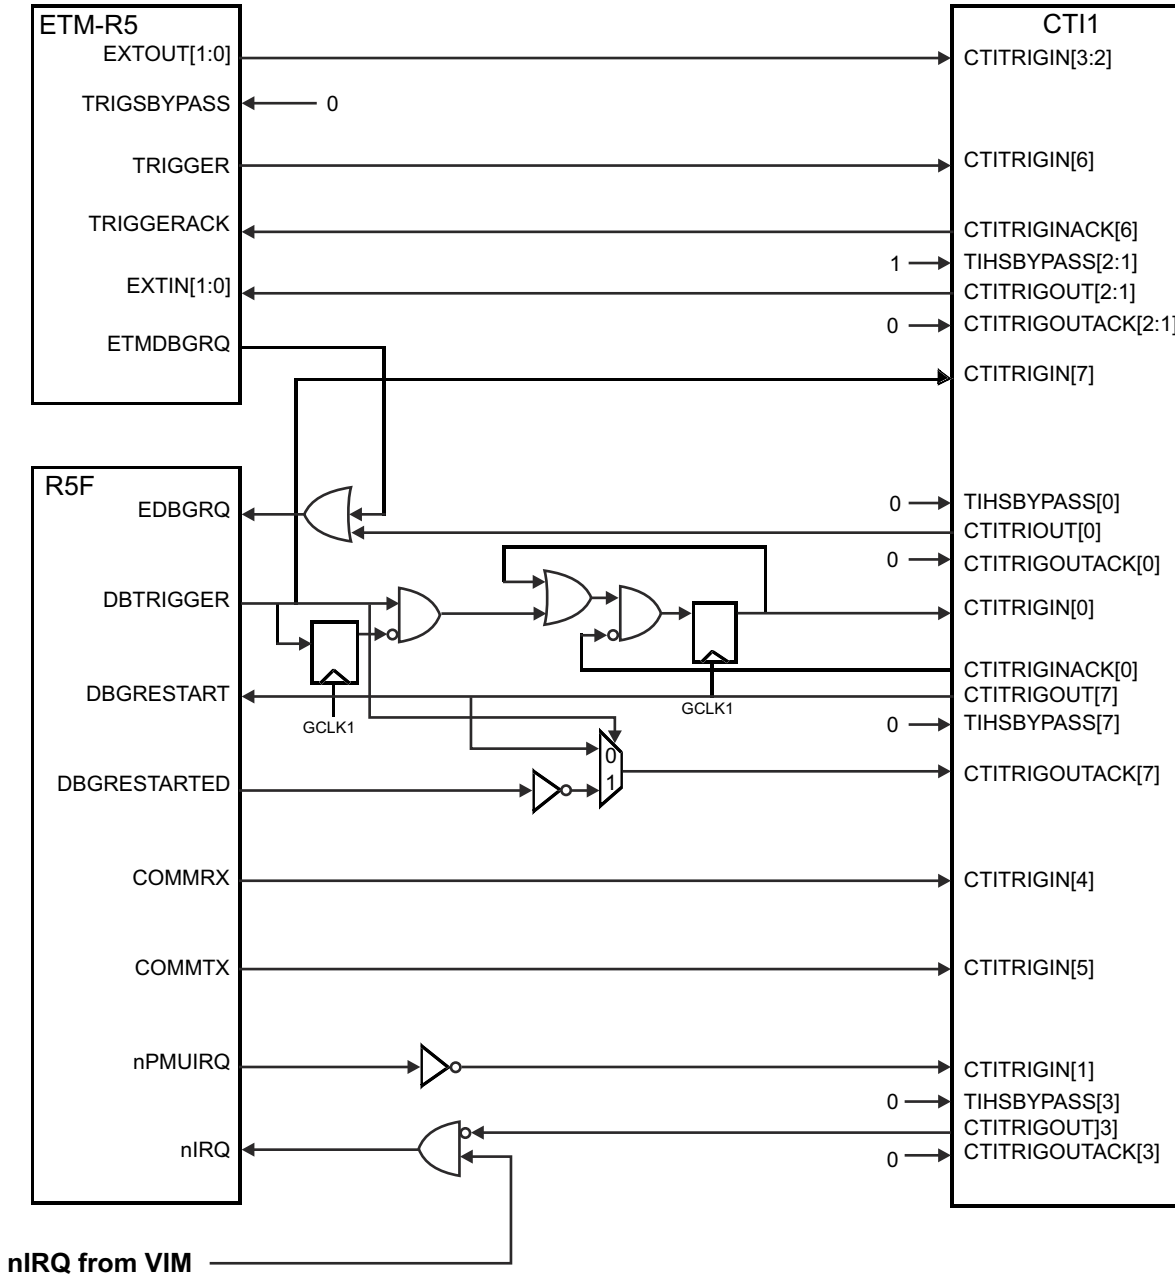 ETM-R5
CTI1
EXTOUT[1:0]
CTITRIGIN[3:2]
TRIGSBYPASS
0
TRIGGER
CTITRIGIN[6]
TRIGGERACK
CTITRIGINACK[6]
1
TIHSBYPASS[2:1]
EXTIN[1:0]
CTITRIGOUT[2:1]
0
CTITRIGOUTACK[2:1]
ETMDBGRQ
CTITRIGIN[7]
R5F
0
TIHSBYPASS[0]
EDBGRQ
CTITRIOUT[0]
0
CTITRIGOUTACK[0]
DBTRIGGER
CTITRIGIN[0]
CTITRIGINACK[0]
DBGRESTART
CTITRIGOUT[7]
GCLK1
GCLK1
0
TIHSBYPASS[7]
0
1
CTITRIGOUTACK[7]
DBGRESTARTED
COMMRX
CTITRIGIN[4]
COMMTX
CTITRIGIN[5]
nPMUIRQ
CTITRIGIN[1]
0
TIHSBYPASS[3]
CTITRIGOUT]3]
nIRQ
0
CTITRIGOUTACK[3]
nIRQ from VIM